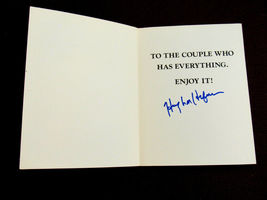 TO THE COUPLE WHO
HAS EVERYTHING.
ENJOY IT!